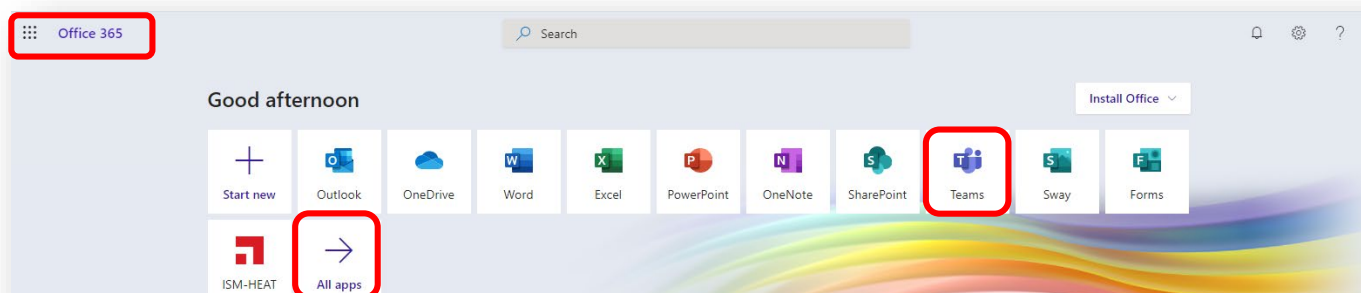 Office 365
Search
?
Good afternoon
Install Office
Start new
Outlook
OneDrive
Word
Excel
PowerPoint
OneNote
SharePoint
Teams
Sway
Forms
ISM-HEAT
All apps